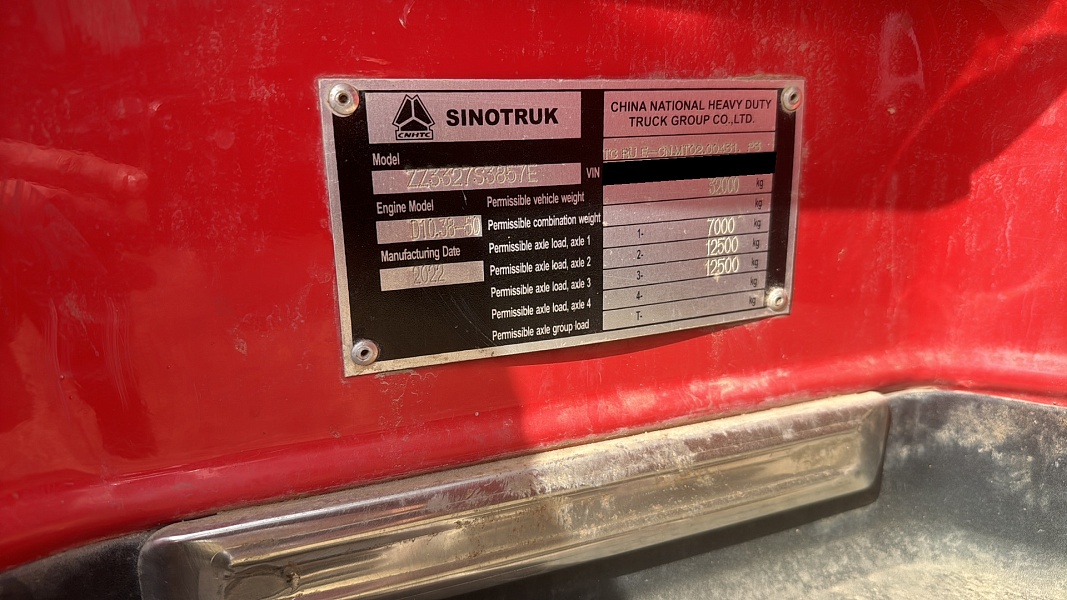 CNHTC
SINOTRUK
CHINA NATIONAL HEAVY DUTY
TRUCK GROUP CO.,LTD.
Model
ZZ3327S3857E
VIN
Engine Model
D10.38-50
Manufacturing Date
2022
Permissible vehicle weight
32000 kg
Permissible combination weight
kg
Permissible axle load, axle 1
1- 7000 kg
Permissible axle load, axle 2
2- 12500 kg
Permissible axle load, axle 3
3- 12500 kg
Permissible axle load, axle 4
4- kg
Permissible axle group load
T- kg